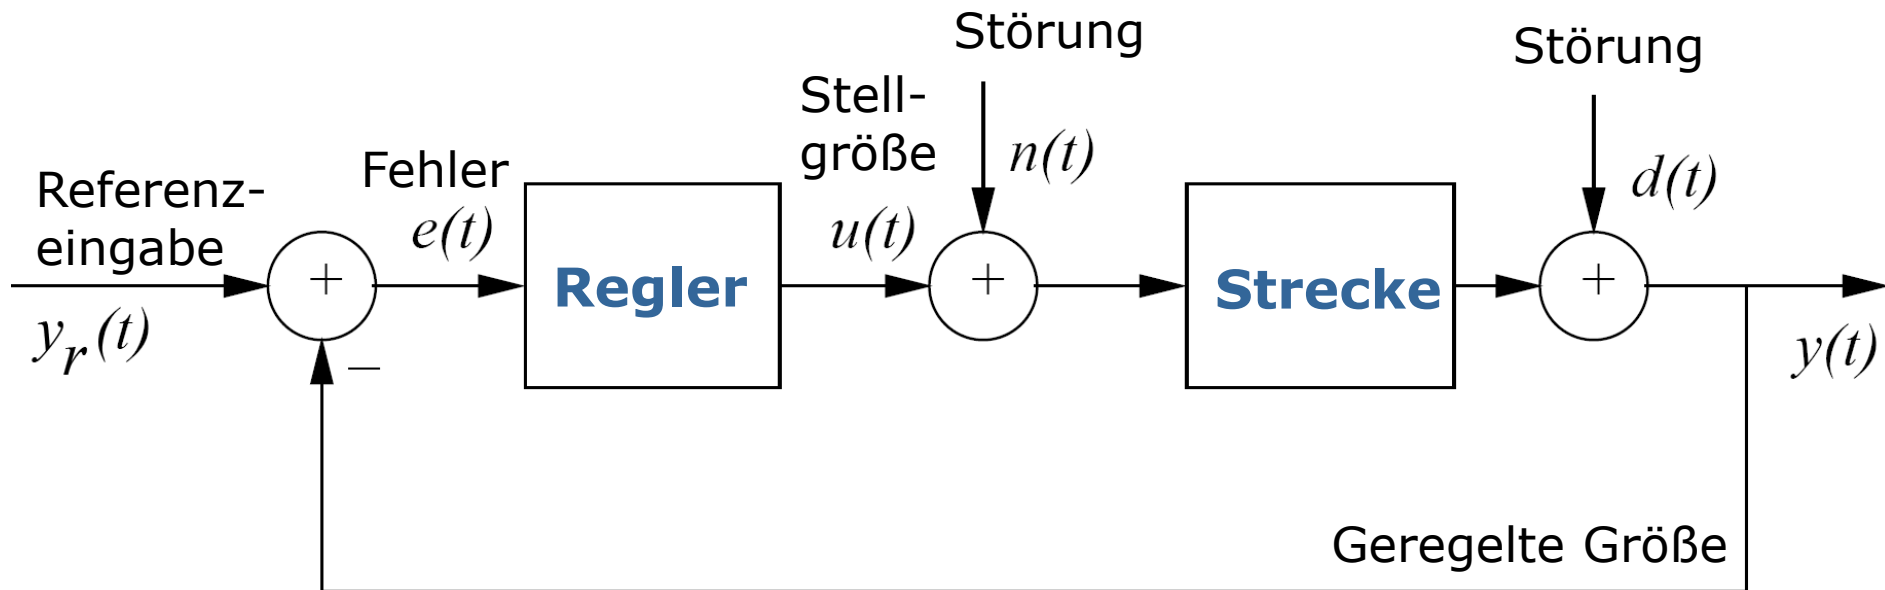 Störung
Störung
Stell-
größe
n(t)
d(t)
Referenz-
eingabe
Fehler
e(t)
u(t)
+
Regler
+
Strecke
+
y_r(t)
–
y(t)
Geregelte Größe